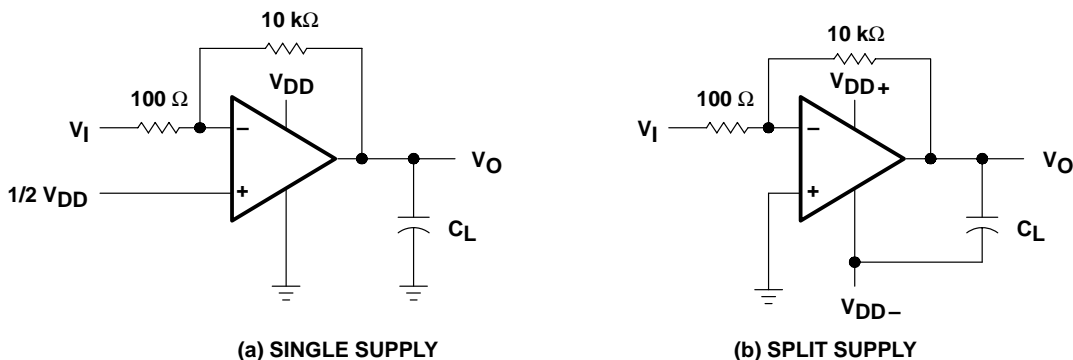 10 kΩ
VDD
100 Ω
VI
−
+
1/2 VDD
VO
CL
(a) SINGLE SUPPLY
10 kΩ
VDD+
100 Ω
VI
−
+
VO
CL
VDD−
(b) SPLIT SUPPLY